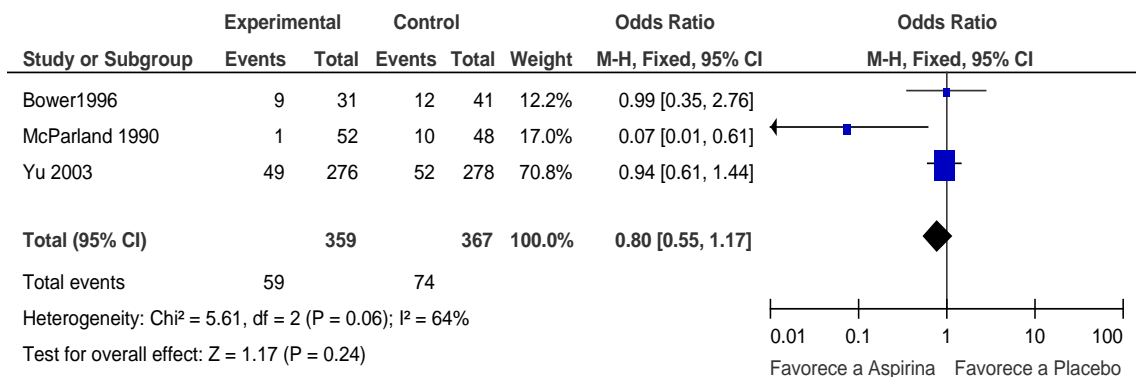 Experimental Control Odds Ratio Odds Ratio
Study or Subgroup Events Total Events Total Weight M-H, Fixed, 95% CI M-H, Fixed, 95% CI
Bower1996 9 31 12 41 12.2% 0.99 [0.35, 2.76]
McParland 1990 1 52 10 48 17.0% 0.07 [0.01, 0.61]
Yu 2003 49 276 52 278 70.8% 0.94 [0.61, 1.44]
Total (95% CI) 359 367 100.0% 0.80 [0.55, 1.17]
Total events 59 74
Heterogeneity: Chi² = 5.61, df = 2 (P = 0.06); I² = 64%
Test for overall effect: Z = 1.17 (P = 0.24)
0.01 0.1 1 10 100
Favorece a Aspirina Favorece a Placebo